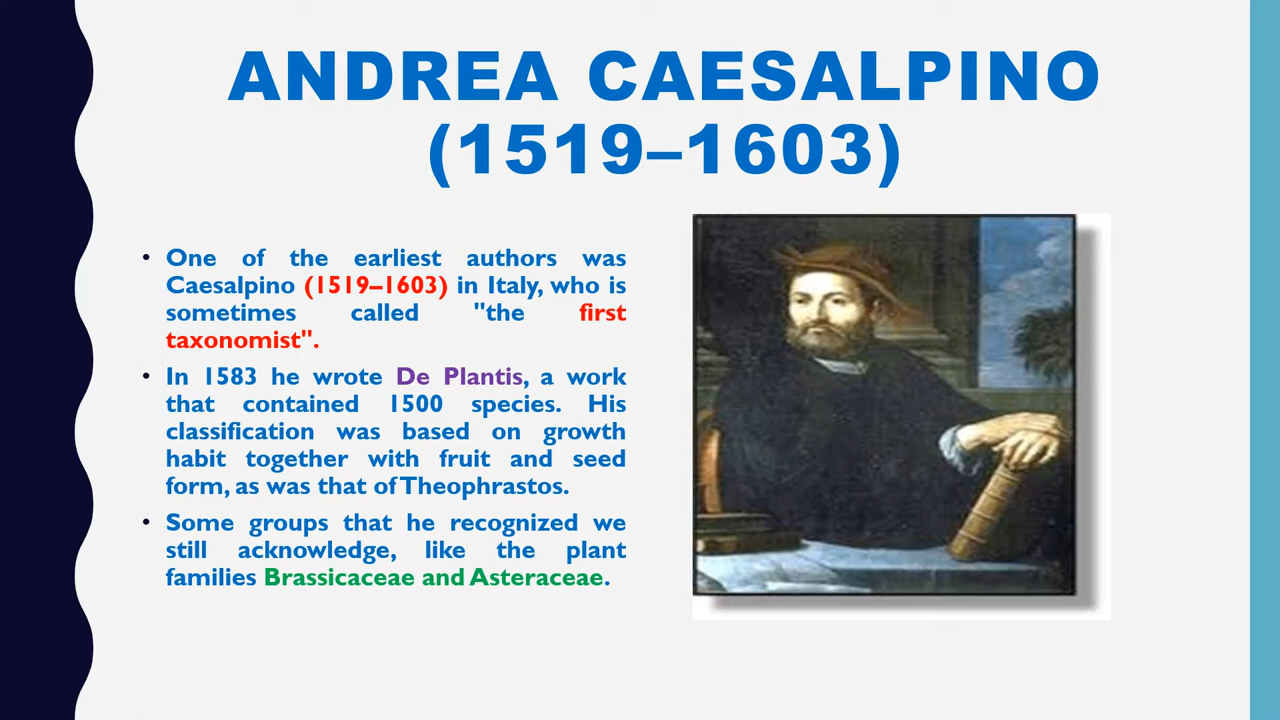 ANDREA CAESALPINO
(1519–1603)
• One of the earliest authors was
Caesalpino (1519–1603) in Italy, who is
sometimes called "the first
taxonomist".
• In 1583 he wrote De Plantis, a work
that contained 1500 species. His
classification was based on growth
habit together with fruit and seed
form, as was that of Theophrastos.
• Some groups that he recognized we
still acknowledge, like the plant
families Brassicaceae and Asteraceae.